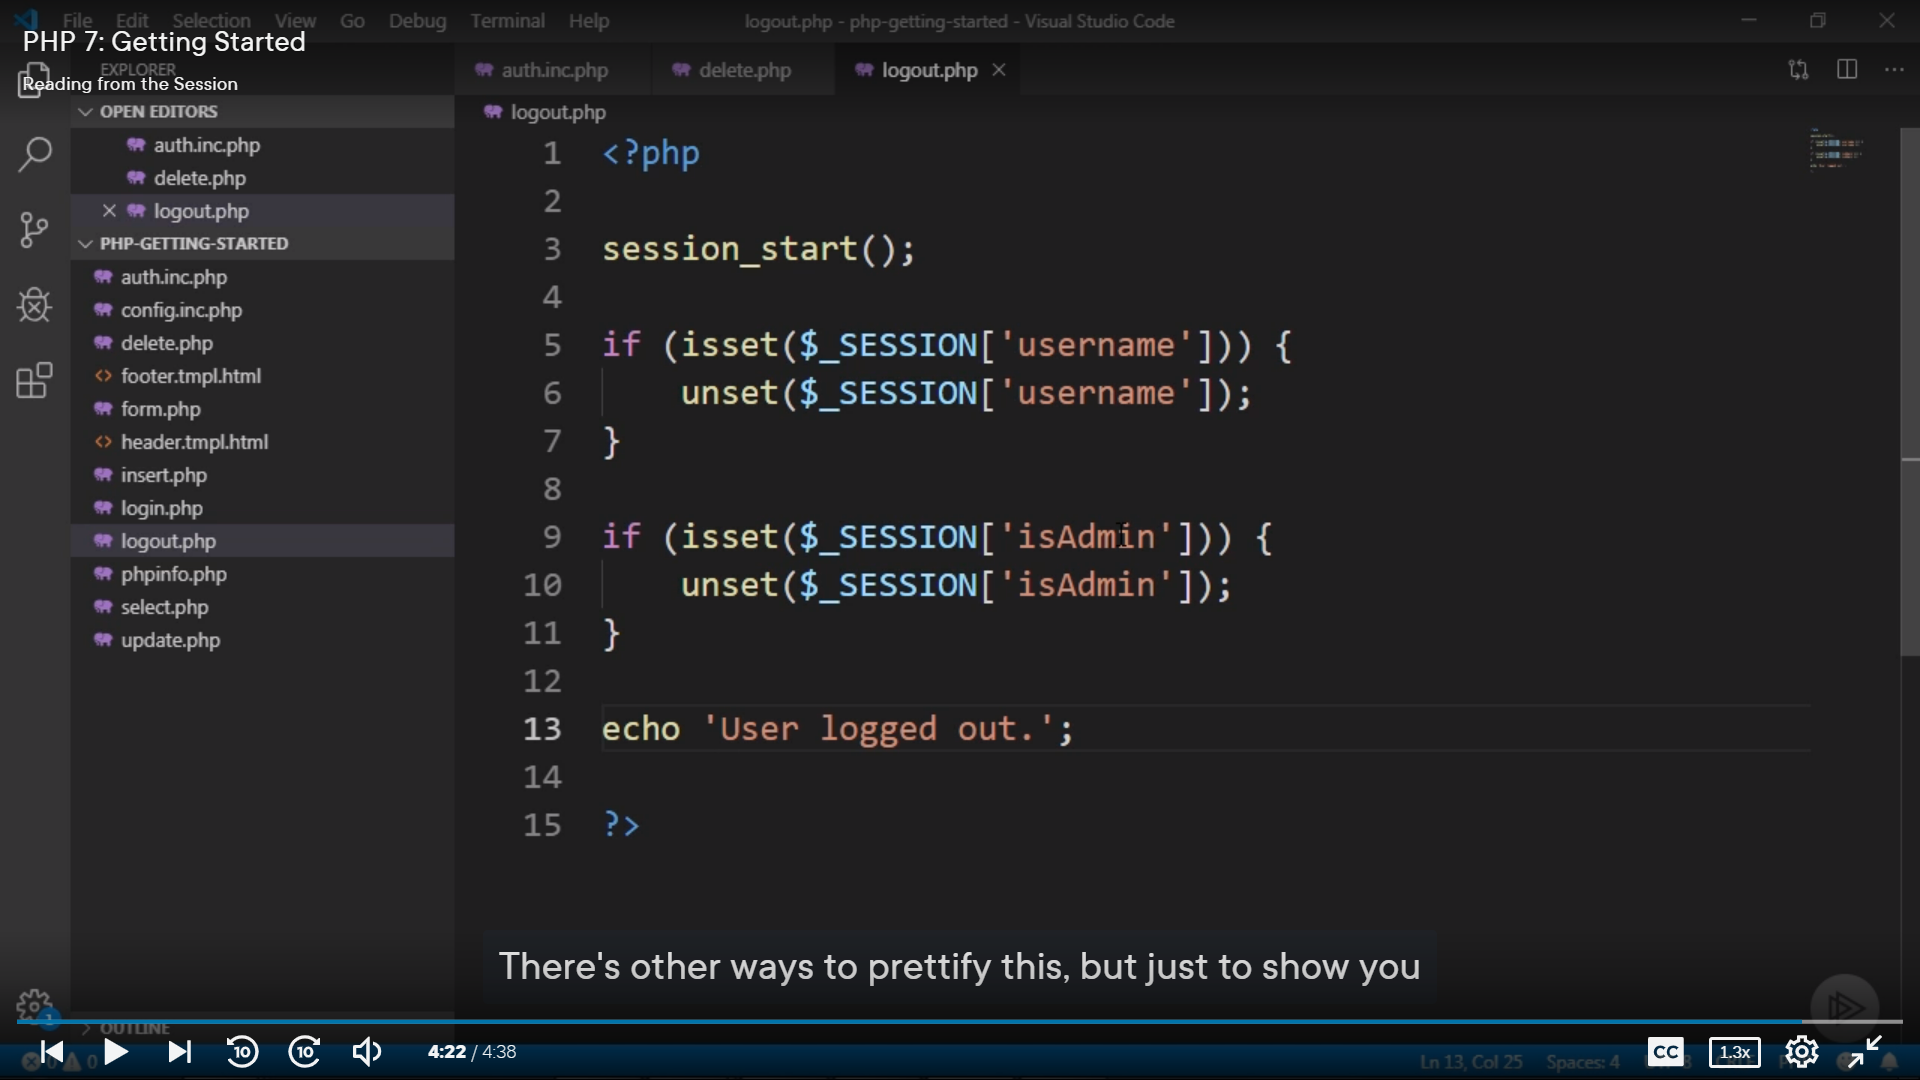 File Edit Selection View Go Debug Terminal Help
logout.php - php-getting-started - Visual Studio Code
PHP 7: Getting Started
EXPLORER
Reading from the Session
auth.inc.php
delete.php
logout.php
OPEN EDITORS
auth.inc.php
delete.php
logout.php
PHP-GETTING-STARTED
auth.inc.php
config.inc.php
delete.php
footer.tmpl.html
form.php
header.tmpl.html
insert.php
login.php
logout.php
phpinfo.php
select.php
update.php
OUTLINE
logout.php
1 <?php
2
3 session_start();
4
5 if (isset($_SESSION['username'])) {
6 unset($_SESSION['username']);
7 }
8
9 if (isset($_SESSION['isAdmin'])) {
10 unset($_SESSION['isAdmin']);
11 }
12
13 echo 'User logged out.';
14
15 ?>
There's other ways to prettify this, but just to show you
1
10
10
4:22 / 4:38
CC
1.3x
0
Ln 13, Col 25
Spaces: 4